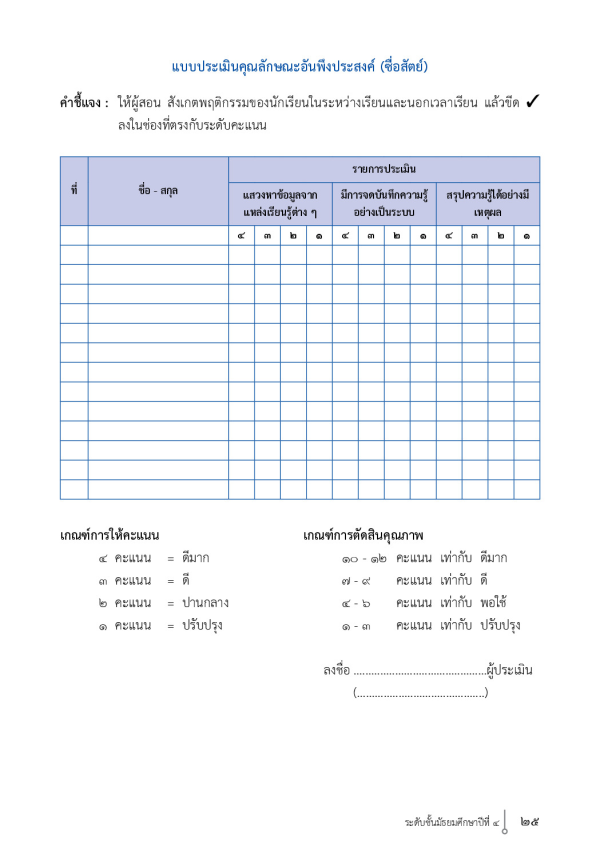 แบบประเมินคุณลักษณะอันพึงประสงค์ (ซื่อสัตย์)
คำชี้แจง : ให้ผู้สอน สังเกตพฤติกรรมของนักเรียนในระหว่างเรียนและนอกเวลาเรียน แล้วขีด ✓
ลงในช่องที่ตรงกับระดับคะแนน
รายการประเมิน
ที่ ชื่อ - สกุล
แสวงหาข้อมูลจาก มีการจดบันทึกความรู้ สรุปความรู้ได้อย่างมี
แหล่งเรียนรู้ต่าง ๆ อย่างเป็นระบบ เหตุผล
๔ ๓ ๒ ๑ ๔ ๓ ๒ ๑ ๔ ๓ ๒ ๑
เกณฑ์การให้คะแนน เกณฑ์การตัดสินคุณภาพ
๔ คะแนน = ดีมาก ๑๐ - ๑๒ คะแนน เท่ากับ ดีมาก
๓ คะแนน = ดี ๗ - ๙ คะแนน เท่ากับ ดี
๒ คะแนน = ปานกลาง ๔ - ๖ คะแนน เท่ากับ พอใช้
๑ คะแนน = ปรับปรุง ๑ - ๓ คะแนน เท่ากับ ปรับปรุง
ลงชื่อ .............................................ผู้ประเมิน
(...........................................)
ระดับชั้นมัธยมศึกษาปีที่ ๔ ๒๕